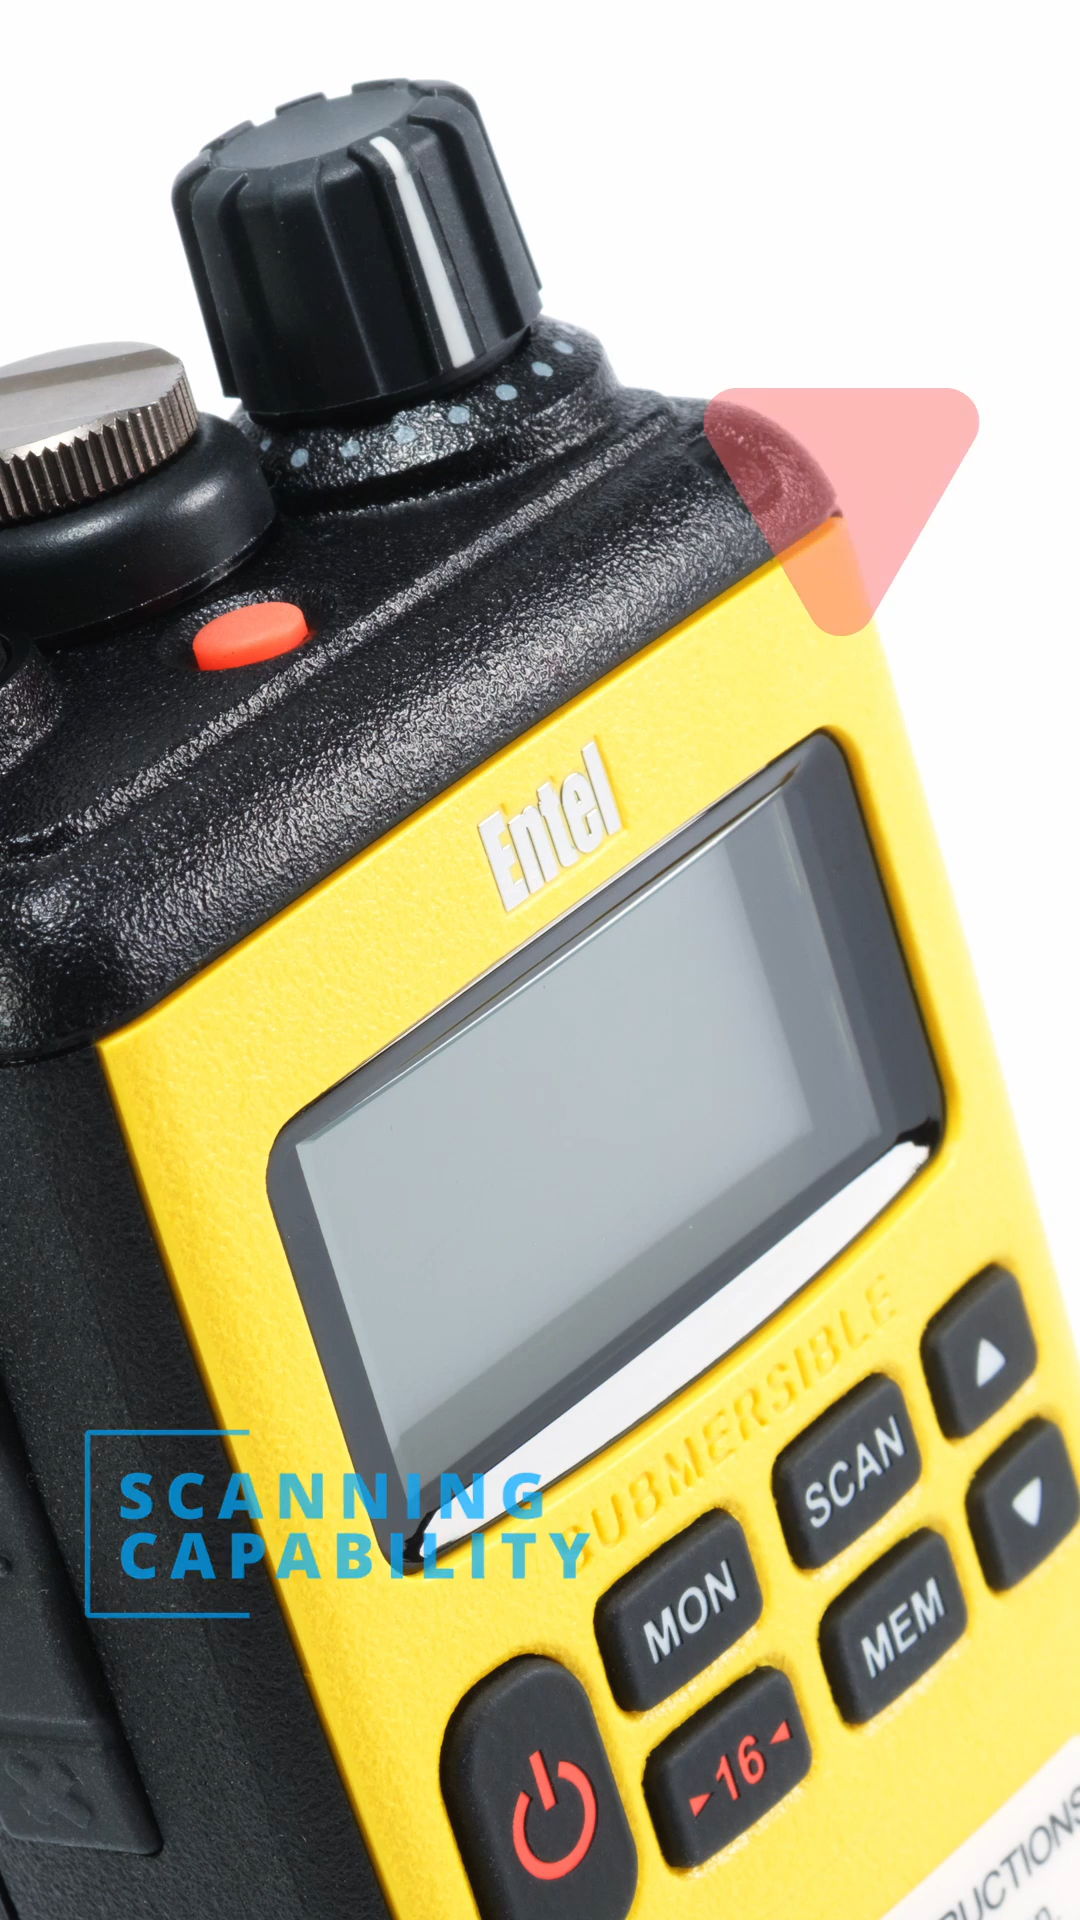 Entel
SUBMERSIBLE
SCAN
MON
MEM
►16◄
SCANNING
CAPABILITY